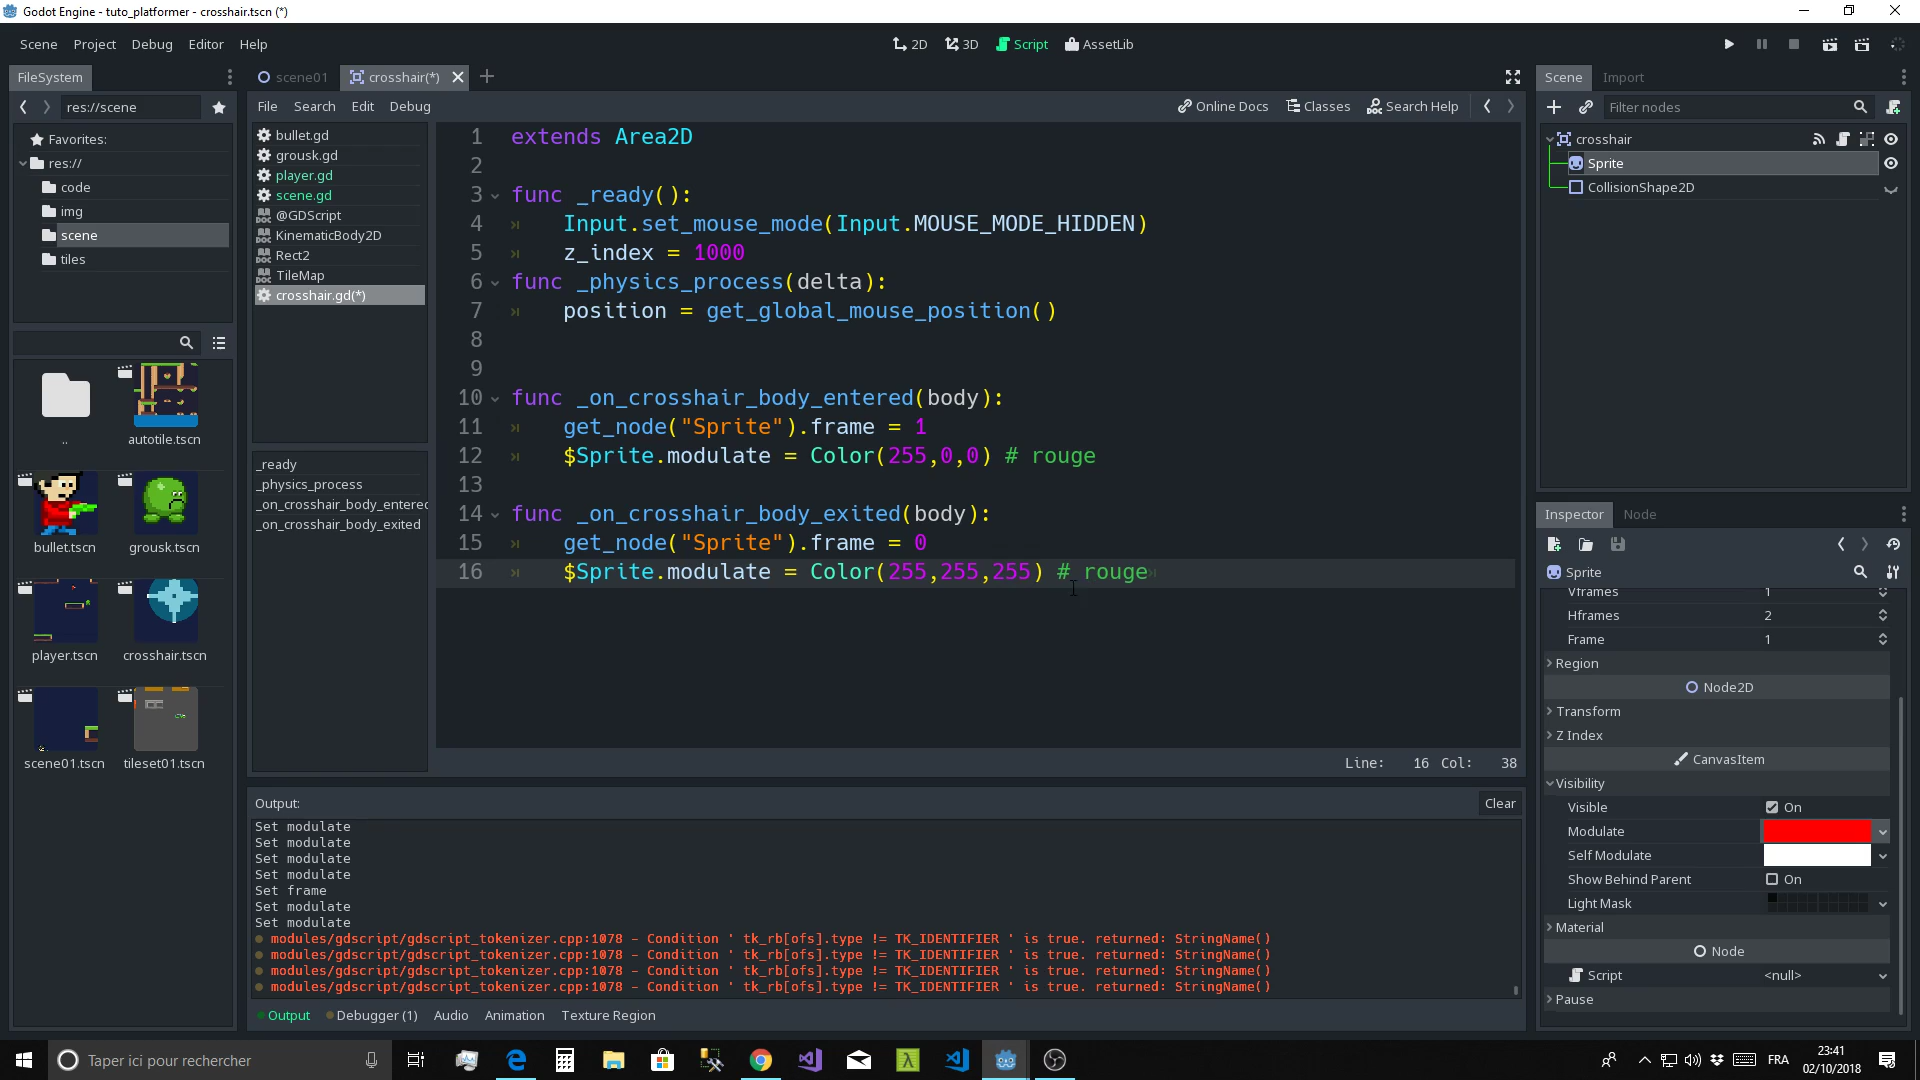 Godot Engine - tuto_platformer - crosshair.tscn (*)
Scene Project Debug Editor Help
2D 3D Script AssetLib
FileSystem
scene01 crosshair(*)
Scene Import
res://scene
File Search Edit Debug
Online Docs Classes Search Help
Filter nodes
Favorites:
res://
code
img
scene
tiles
bullet.gd
grousk.gd
player.gd
scene.gd
@GDScript
KinematicBody2D
Rect2
TileMap
crosshair.gd(*)
1 extends Area2D
2
3 func _ready():
4 Input.set_mouse_mode(Input.MOUSE_MODE_HIDDEN)
5 z_index = 1000
6 func _physics_process(delta):
7 position = get_global_mouse_position()
8
9
10 func _on_crosshair_body_entered(body):
11 get_node("Sprite").frame = 1
12 $Sprite.modulate = Color(255,0,0) # rouge
13
14 func _on_crosshair_body_exited(body):
15 get_node("Sprite").frame = 0
16 $Sprite.modulate = Color(255,255,255) # rouge
crosshair
Sprite
CollisionShape2D
..
autotile.tscn
bullet.tscn
grousk.tscn
player.tscn
crosshair.tscn
scene01.tscn
tileset01.tscn
_ready
_physics_process
_on_crosshair_body_entered
_on_crosshair_body_exited
Line: 16 Col: 38
Inspector Node
Sprite
Vframes 1
Hframes 2
Frame 1
Region
Node2D
Transform
Z Index
CanvasItem
Visibility
Visible On
Modulate
Self Modulate
Show Behind Parent On
Light Mask
Material
Node
Script <null>
Pause
Output:
Clear
Set modulate
Set modulate
Set modulate
Set modulate
Set frame
Set modulate
Set modulate
modules/gdscript/gdscript_tokenizer.cpp:1078 - Condition ' tk_rb[ofs].type != TK_IDENTIFIER ' is true. returned: StringName()
modules/gdscript/gdscript_tokenizer.cpp:1078 - Condition ' tk_rb[ofs].type != TK_IDENTIFIER ' is true. returned: StringName()
modules/gdscript/gdscript_tokenizer.cpp:1078 - Condition ' tk_rb[ofs].type != TK_IDENTIFIER ' is true. returned: StringName()
modules/gdscript/gdscript_tokenizer.cpp:1078 - Condition ' tk_rb[ofs].type != TK_IDENTIFIER ' is true. returned: StringName()
Output Debugger (1) Audio Animation Texture Region
Taper ici pour rechercher
FRA
23:41
02/10/2018